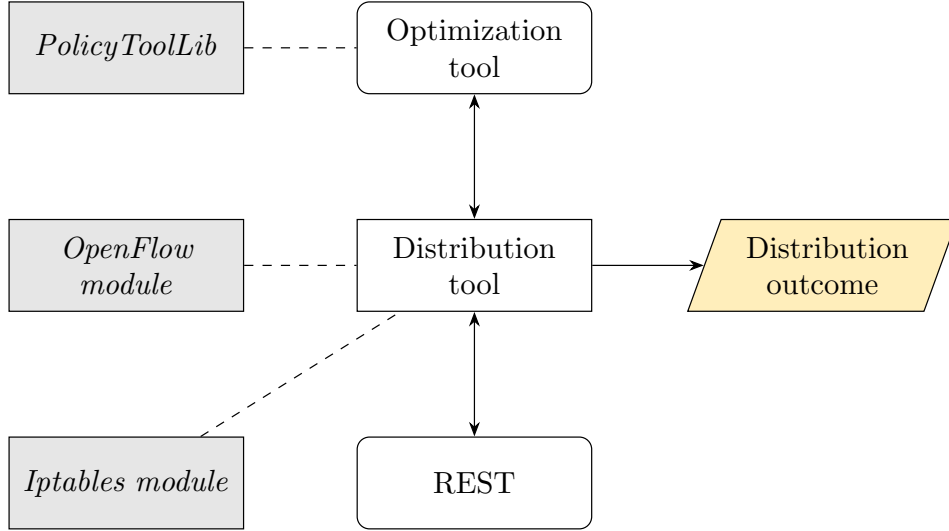 PolicyToolLib
Optimization
tool
OpenFlow
module
Distribution
tool
Distribution
outcome
Iptables module
REST